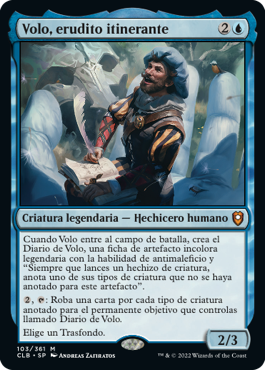 Volo, erudito itinerante 2
Criatura legendaria — Hechicero humano
Cuando Volo entre al campo de batalla, crea el
Diario de Volo, una ficha de artefacto incolora
legendaria con la habilidad de antimaleficio y
"Siempre que lances un hechizo de criatura,
anota uno de sus tipos de criatura que no se haya
anotado para este artefacto".
2, : Roba una carta por cada tipo de criatura
anotado para el permanente objetivo que controlas
llamado Diario de Volo.
Elige un Trasfondo.
2/3
103/361 M
CLB • SP Andreas Zafiratos
™ & © 2022 Wizards of the Coast